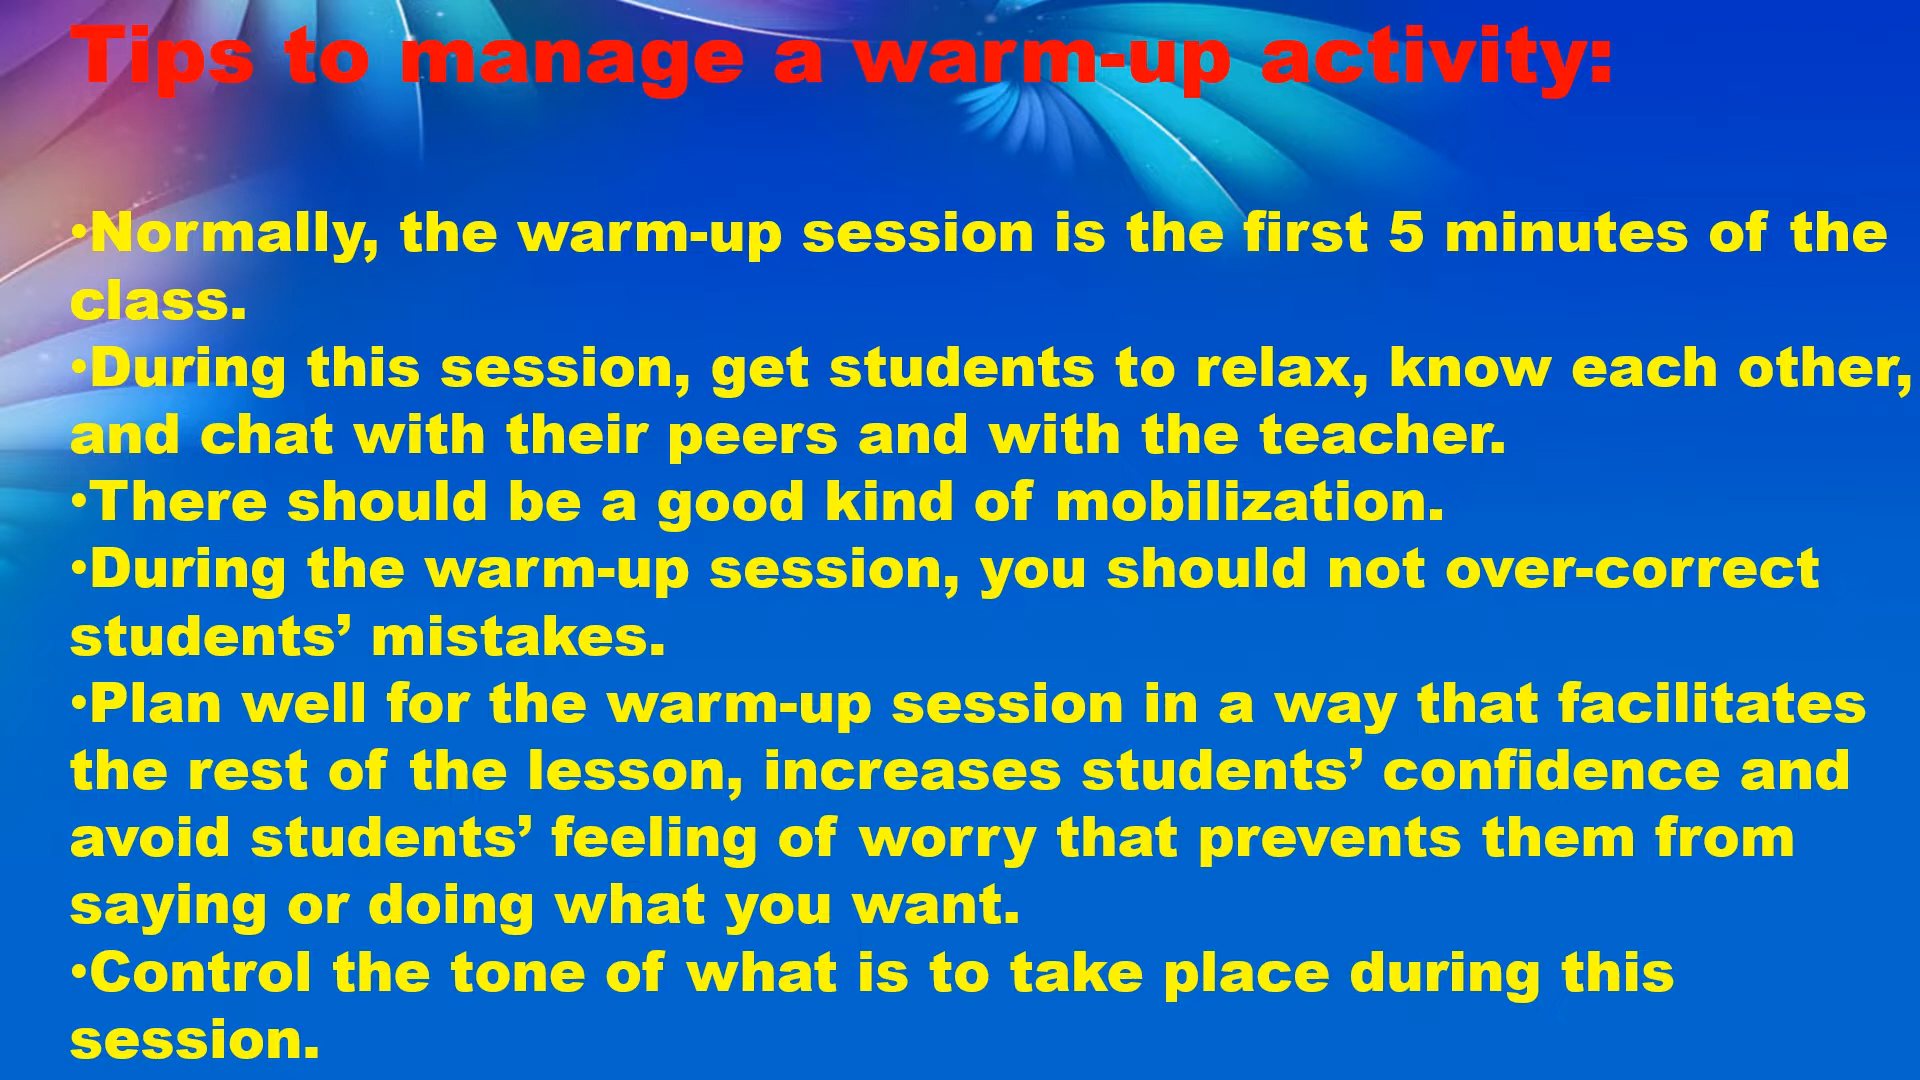 Tips to manage a warm-up activity:
•Normally, the warm-up session is the first 5 minutes of the
class.
•During this session, get students to relax, know each other,
and chat with their peers and with the teacher.
•There should be a good kind of mobilization.
•During the warm-up session, you should not over-correct
students’ mistakes.
•Plan well for the warm-up session in a way that facilitates
the rest of the lesson, increases students’ confidence and
avoid students’ feeling of worry that prevents them from
saying or doing what you want.
•Control the tone of what is to take place during this
session.